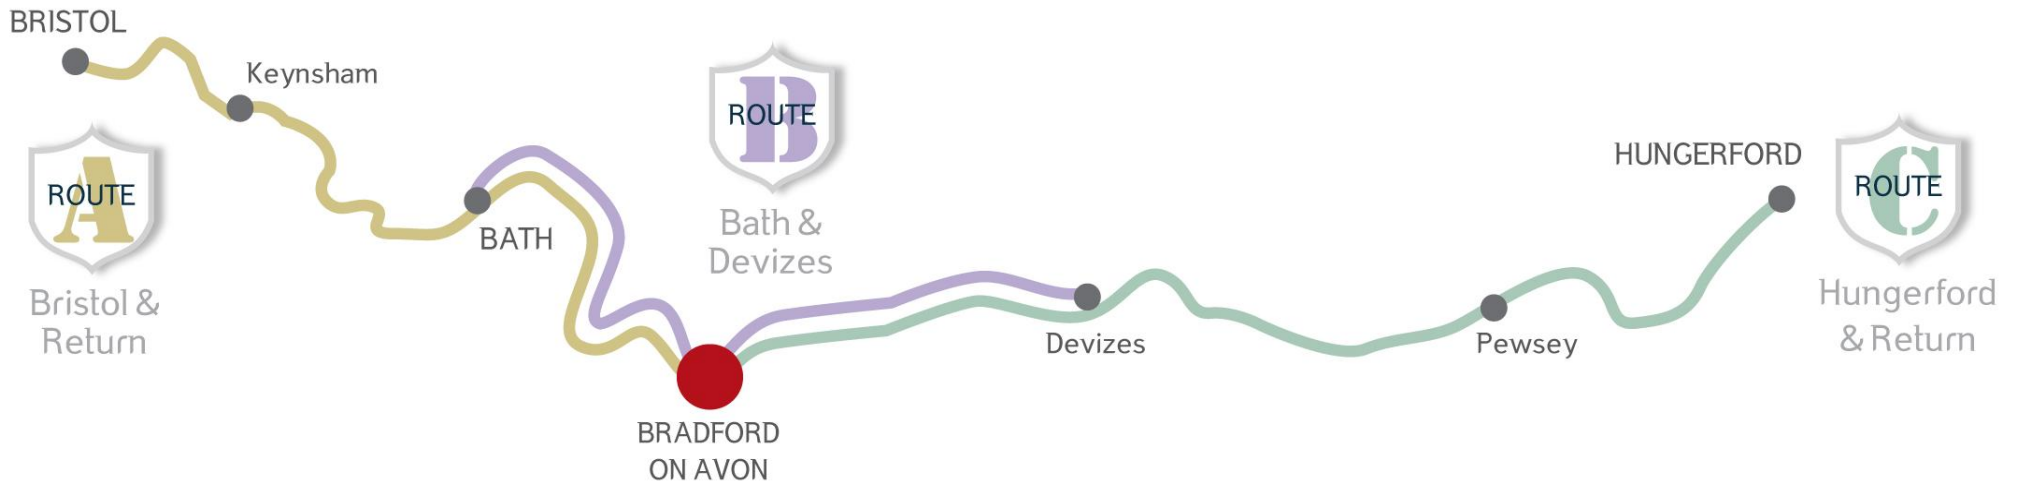 BRISTOL
Keynsham
ROUTE
A
Bristol &
Return
BATH
ROUTE
B
Bath &
Devizes
BRADFORD
ON AVON
Devizes
Pewsey
HUNGERFORD
ROUTE
C
Hungerford
& Return